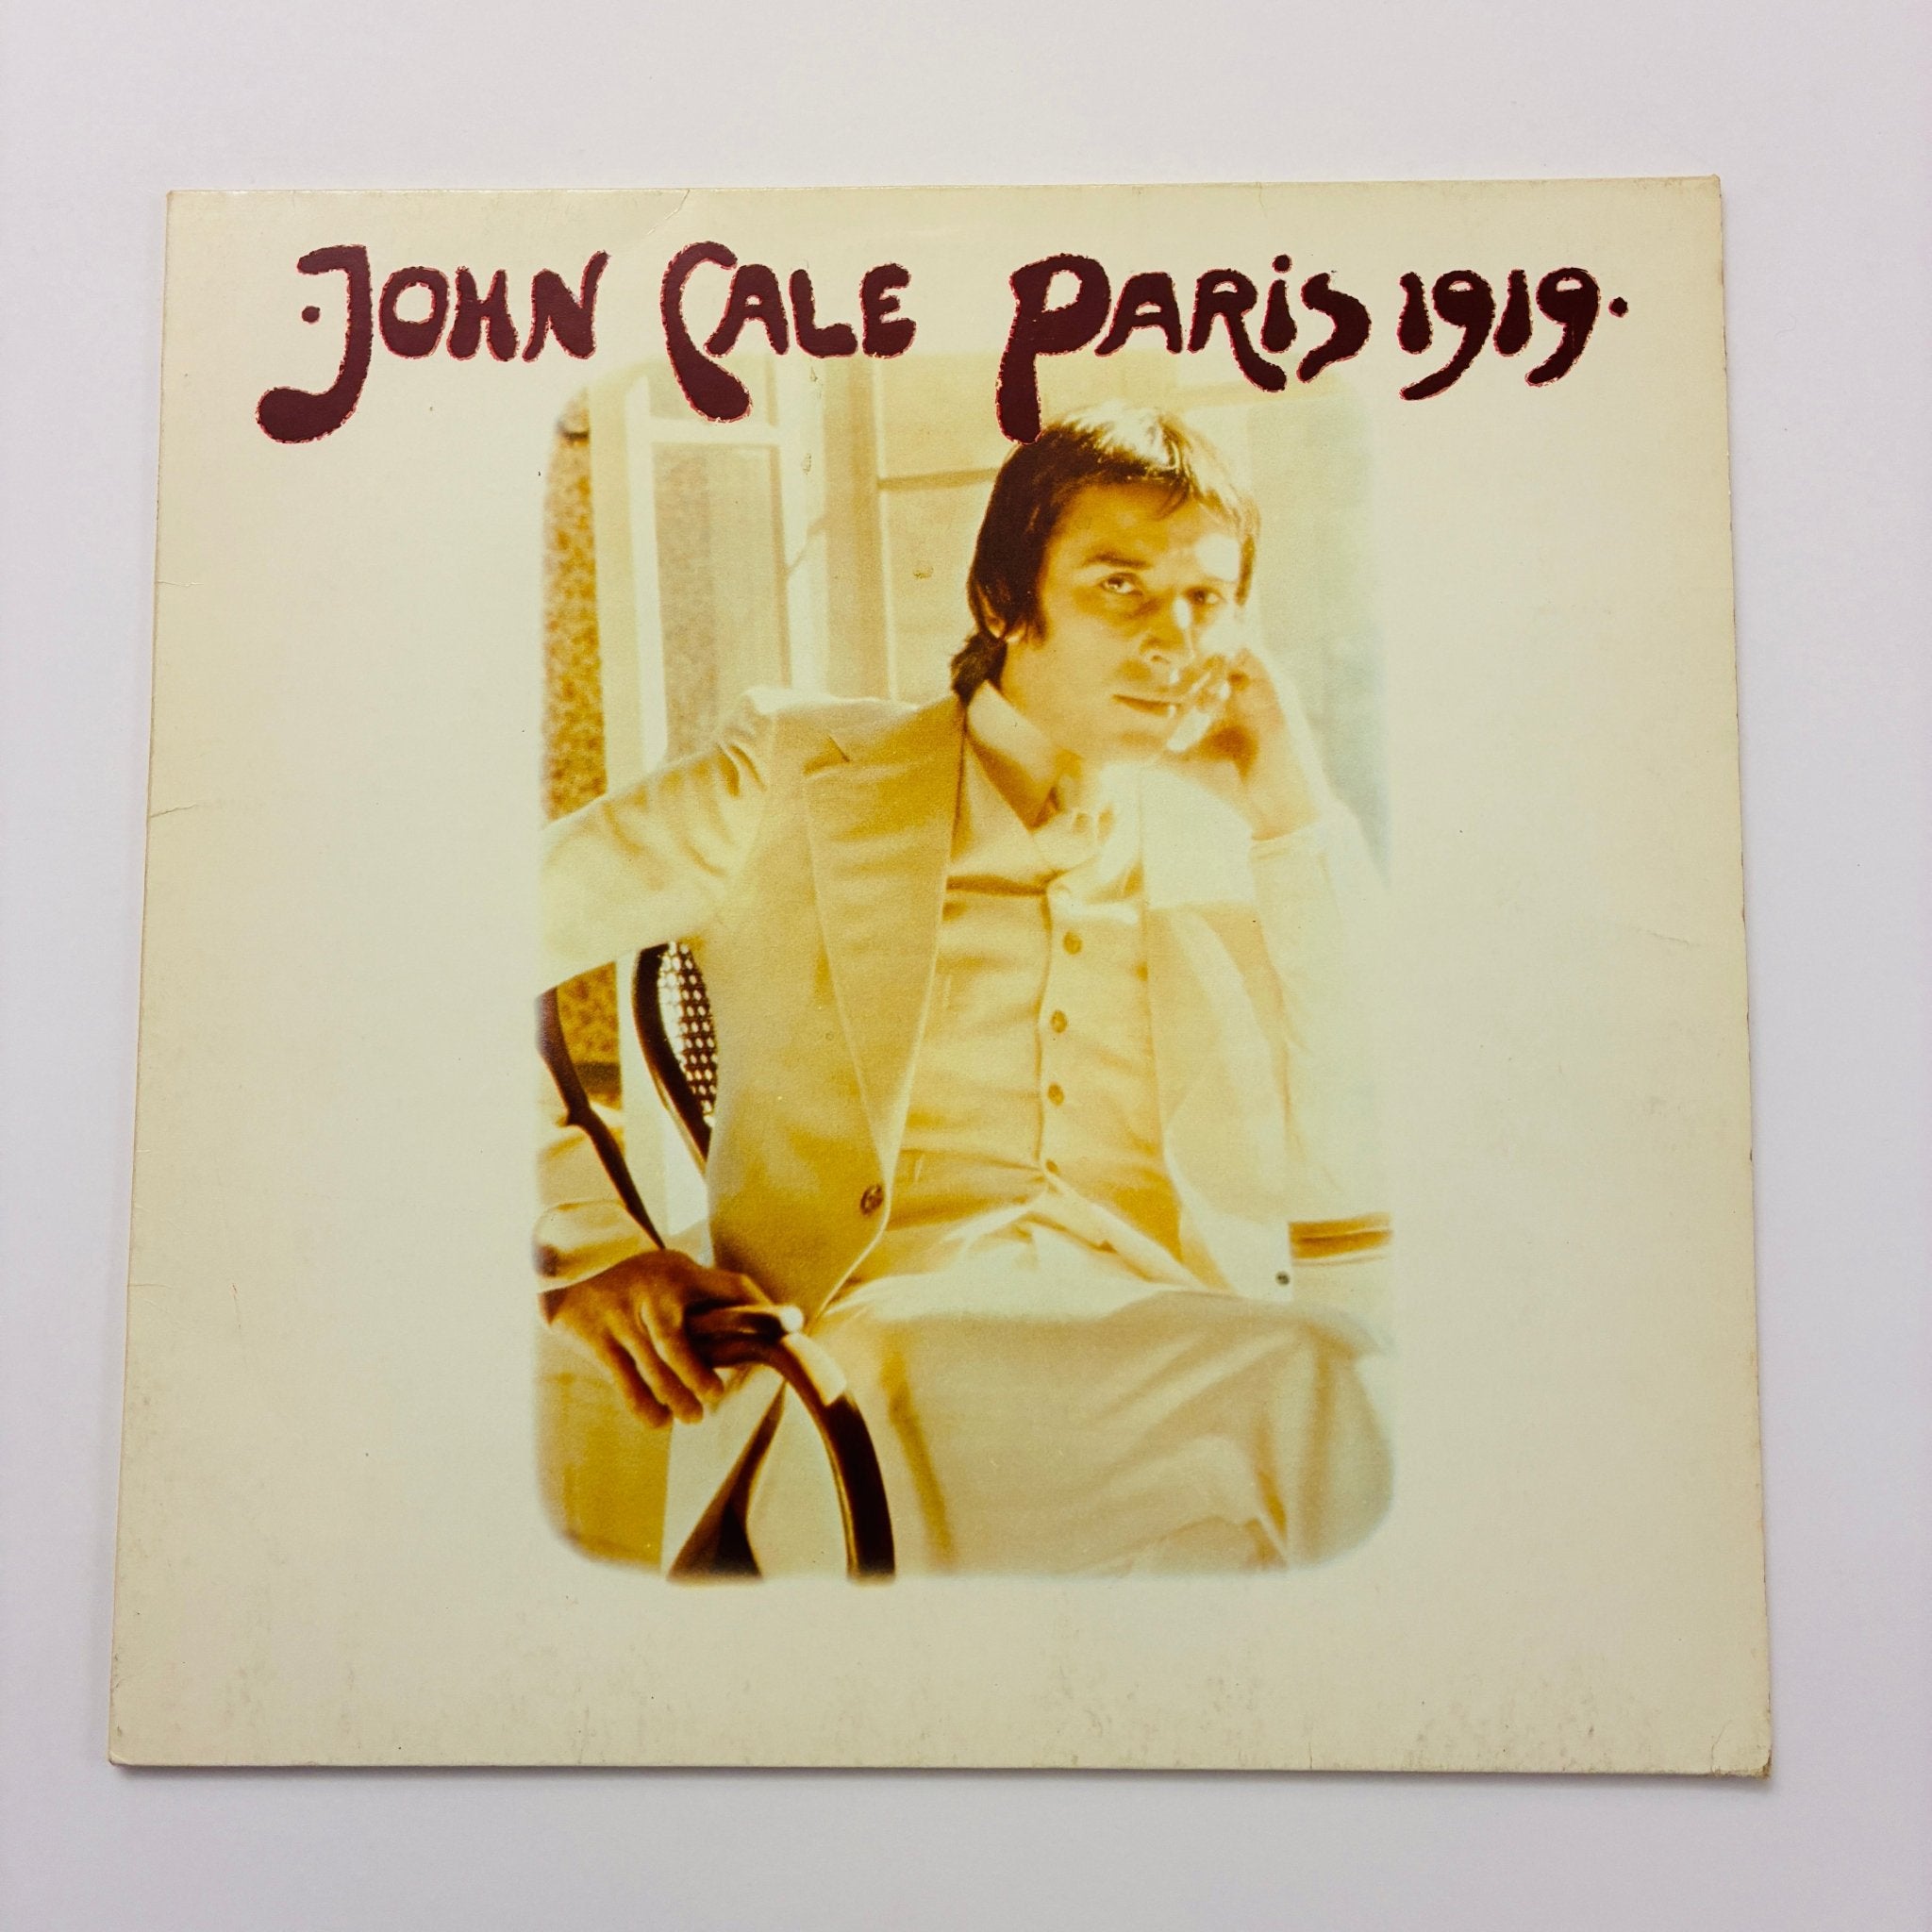 ·JOHN CALE PARIS 1919·